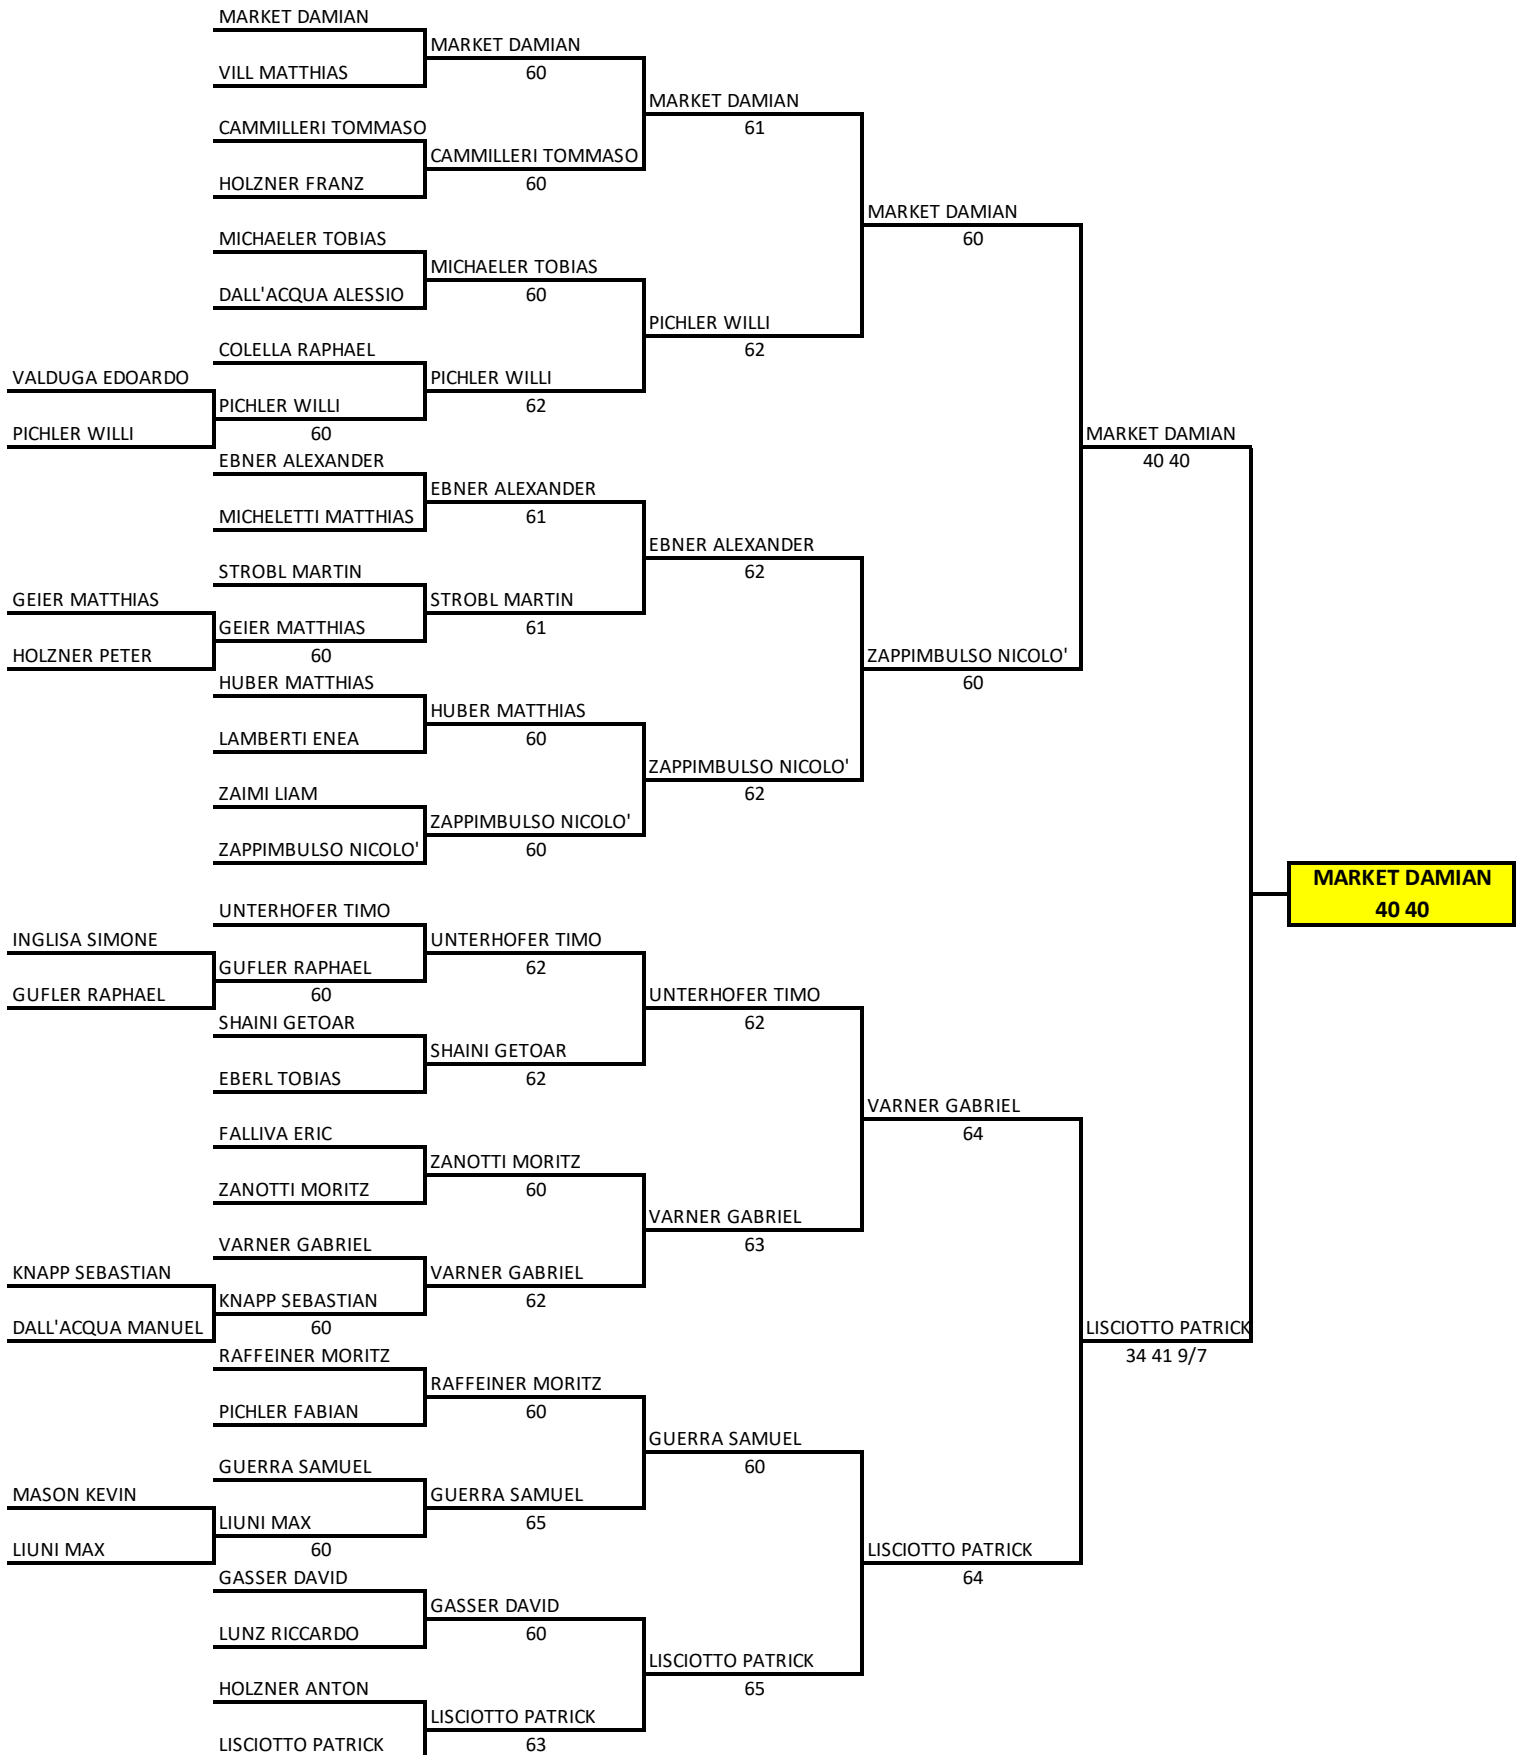 MARKET DAMIAN
MARKET DAMIAN
VILL MATTHIAS
60
MARKET DAMIAN
61
CAMMILLERI TOMMASO
CAMMILLERI TOMMASO
HOLZNER FRANZ
60
MARKET DAMIAN
60
MICHAELER TOBIAS
MICHAELER TOBIAS
DALL'ACQUA ALESSIO
60
PICHLER WILLI
62
COLELLA RAPHAEL
VALDUGA EDOARDO
PICHLER WILLI
PICHLER WILLI
62
PICHLER WILLI
60
MARKET DAMIAN
40 40
EBNER ALEXANDER
EBNER ALEXANDER
MICHELETTI MATTHIAS
61
EBNER ALEXANDER
62
STROBL MARTIN
GEIER MATTHIAS
STROBL MARTIN
GEIER MATTHIAS
61
HOLZNER PETER
60
ZAPPIMBULSO NICOLO'
60
HUBER MATTHIAS
HUBER MATTHIAS
LAMBERTI ENEA
60
ZAPPIMBULSO NICOLO'
62
ZAIMI LIAM
ZAPPIMBULSO NICOLO'
ZAPPIMBULSO NICOLO'
60
MARKET DAMIAN
40 40
UNTERHOFER TIMO
INGLISA SIMONE
UNTERHOFER TIMO
GUFLER RAPHAEL
62
GUFLER RAPHAEL
60
UNTERHOFER TIMO
62
SHAINI GETOAR
SHAINI GETOAR
EBERL TOBIAS
62
VARNER GABRIEL
64
FALLIVA ERIC
ZANOTTI MORITZ
ZANOTTI MORITZ
60
VARNER GABRIEL
63
VARNER GABRIEL
KNAPP SEBASTIAN
VARNER GABRIEL
KNAPP SEBASTIAN
62
DALL'ACQUA MANUEL
60
LISCIOTTO PATRICK
34 41 9/7
RAFFEINER MORITZ
RAFFEINER MORITZ
PICHLER FABIAN
60
GUERRA SAMUEL
60
GUERRA SAMUEL
MASON KEVIN
GUERRA SAMUEL
LIUNI MAX
65
LIUNI MAX
60
LISCIOTTO PATRICK
64
GASSER DAVID
GASSER DAVID
LUNZ RICCARDO
60
LISCIOTTO PATRICK
65
HOLZNER ANTON
LISCIOTTO PATRICK
LISCIOTTO PATRICK
63